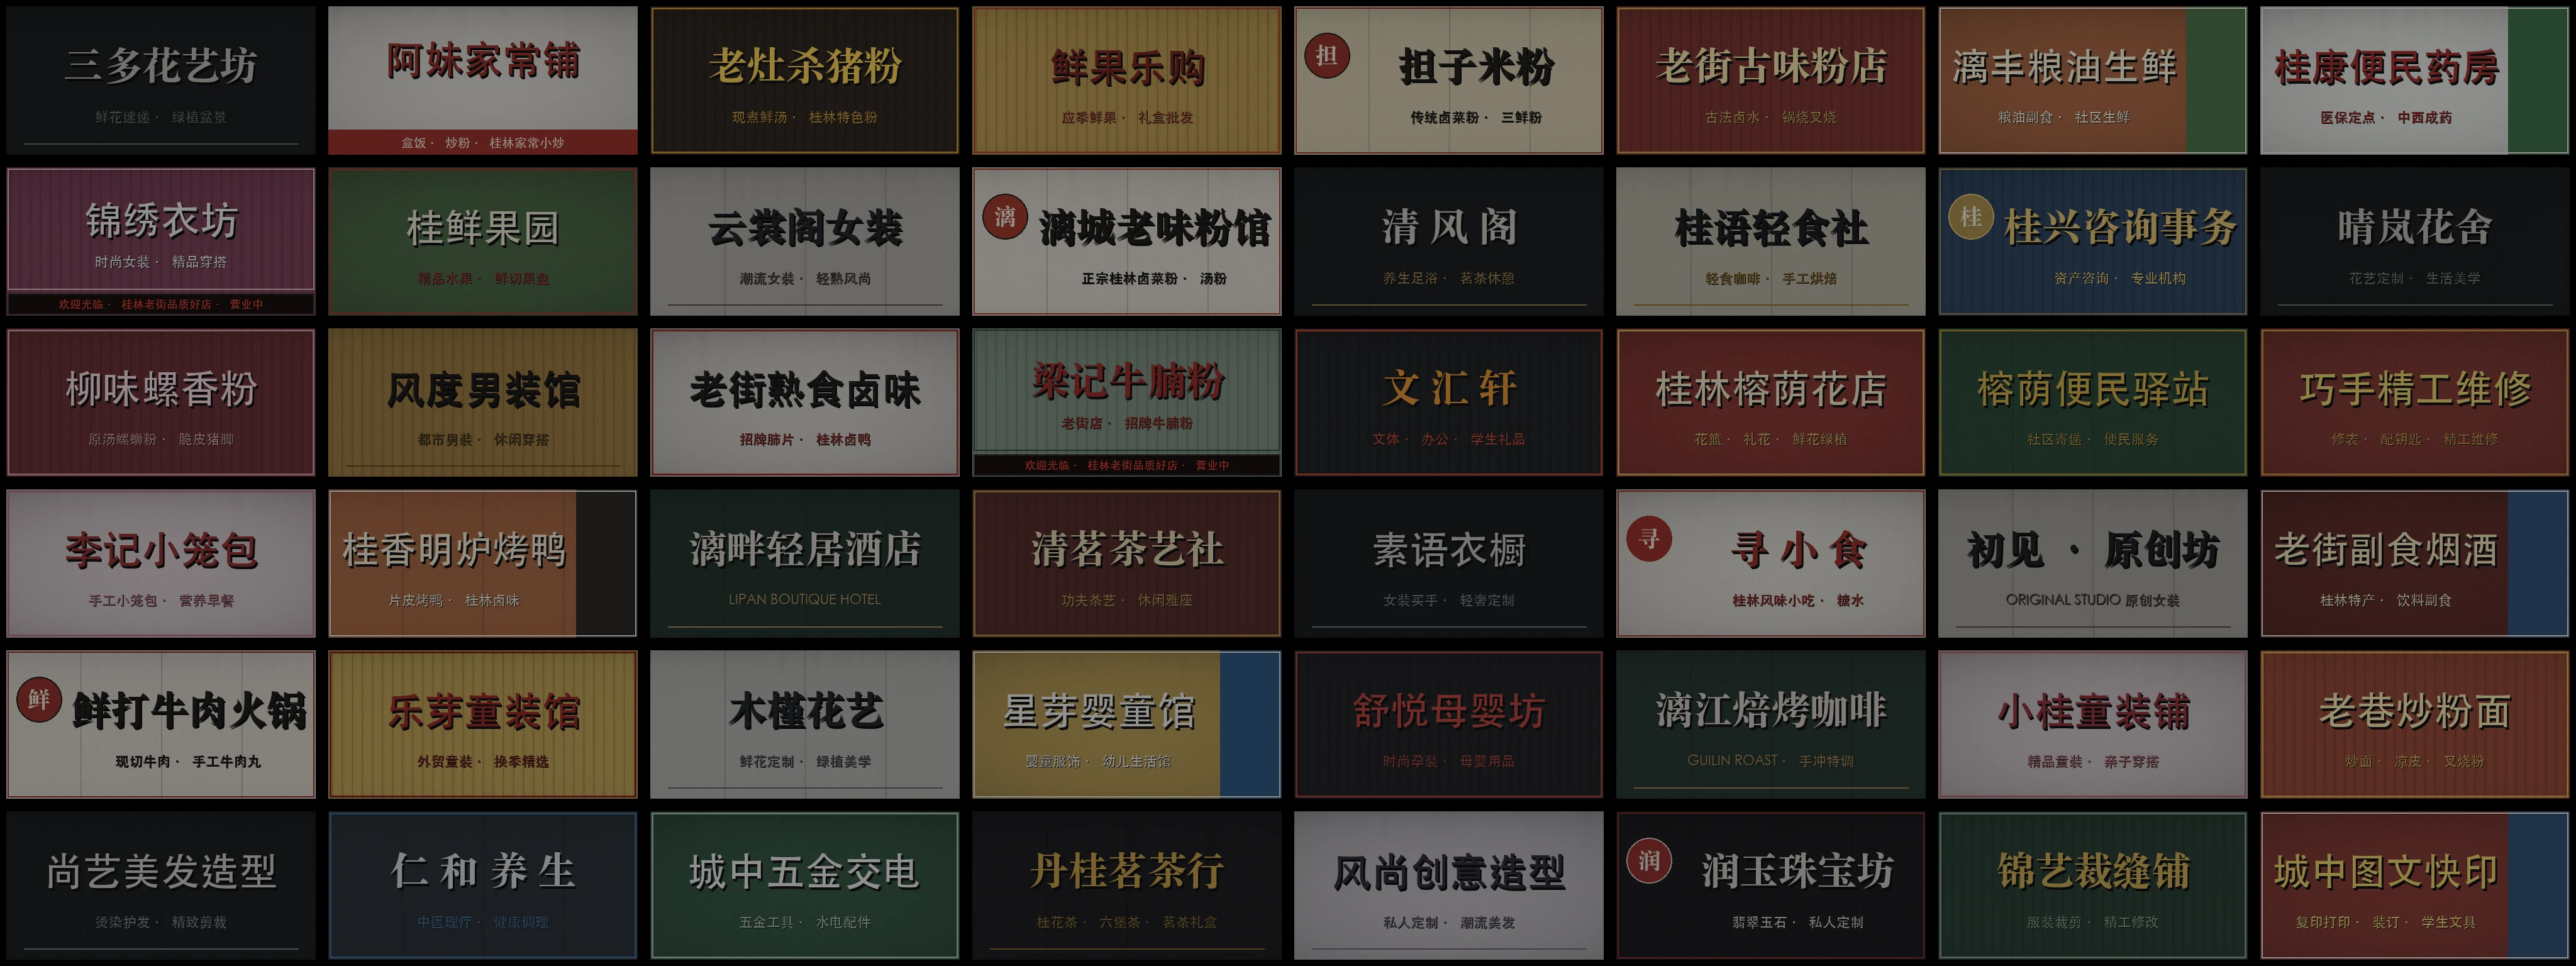 三多花艺坊
鲜花速递 · 绿植盆景
阿妹家常铺
盒饭 · 炒粉 · 桂林家常小炒
老灶杀猪粉
现煮鲜汤 · 桂林特色粉
鲜果乐购
应季鲜果 · 礼盒批发
担
担子米粉
传统卤菜粉 · 三鲜粉
老街古味粉店
古法卤水 · 锅烧叉烧
漓丰粮油生鲜
粮油副食 · 社区生鲜
桂康便民药房
医保定点 · 中西成药
锦绣衣坊
时尚女装 · 精品穿搭
欢迎光临 · 桂林老街品质好店 · 营业中
桂鲜果园
精品水果 · 鲜切果盘
云裳阁女装
潮流女装 · 轻熟风尚
漓
漓城老味粉馆
正宗桂林卤菜粉 · 汤粉
清风阁
养生足浴 · 茗茶休憩
桂语轻食社
轻食咖啡 · 手工烘焙
桂
桂兴咨询事务
资产咨询 · 专业机构
晴岚花舍
花艺定制 · 生活美学
柳味螺香粉
原汤螺蛳粉 · 脆皮猪脚
风度男装馆
都市男装 · 休闲穿搭
老街熟食卤味
招牌肺片 · 桂林卤鸭
梁记牛腩粉
老街店 · 招牌牛腩粉
欢迎光临 · 桂林老街品质好店 · 营业中
文汇轩
文体 · 办公 · 学生礼品
桂林榕荫花店
花篮 · 礼花 · 鲜花绿植
榕荫便民驿站
社区寄递 · 便民服务
巧手精工维修
修表 · 配钥匙 · 精工维修
李记小笼包
手工小笼包 · 营养早餐
桂香明炉烤鸭
片皮烤鸭 · 桂林卤味
漓畔轻居酒店
LIPAN BOUTIQUE HOTEL
清茗茶艺社
功夫茶艺 · 休闲雅座
素语衣橱
女装买手 · 轻奢定制
寻
寻小食
桂林风味小吃 · 糖水
初见 · 原创坊
ORIGINAL STUDIO 原创女装
老街副食烟酒
桂林特产 · 饮料副食
鲜
鲜打牛肉火锅
现切牛肉 · 手工牛肉丸
乐芽童装馆
外贸童装 · 换季精选
木槿花艺
鲜花定制 · 绿植美学
星芽婴童馆
婴童服饰 · 幼儿生活馆
舒悦母婴坊
时尚孕装 · 母婴用品
漓江焙烤咖啡
GUILIN ROAST · 手冲特调
小桂童装铺
精品童装 · 亲子穿搭
老巷炒粉面
炒面 · 凉皮 · 叉烧粉
尚艺美发造型
烫染护发 · 精致剪裁
仁和养生
中医理疗 · 健康调理
城中五金交电
五金工具 · 水电配件
丹桂茗茶行
桂花茶 · 六堡茶 · 茗茶礼盒
风尚创意造型
私人定制 · 潮流美发
润
润玉珠宝坊
翡翠玉石 · 私人定制
锦艺裁缝铺
服装裁剪 · 精工修改
城中图文快印
复印打印 · 装订 · 学生文具